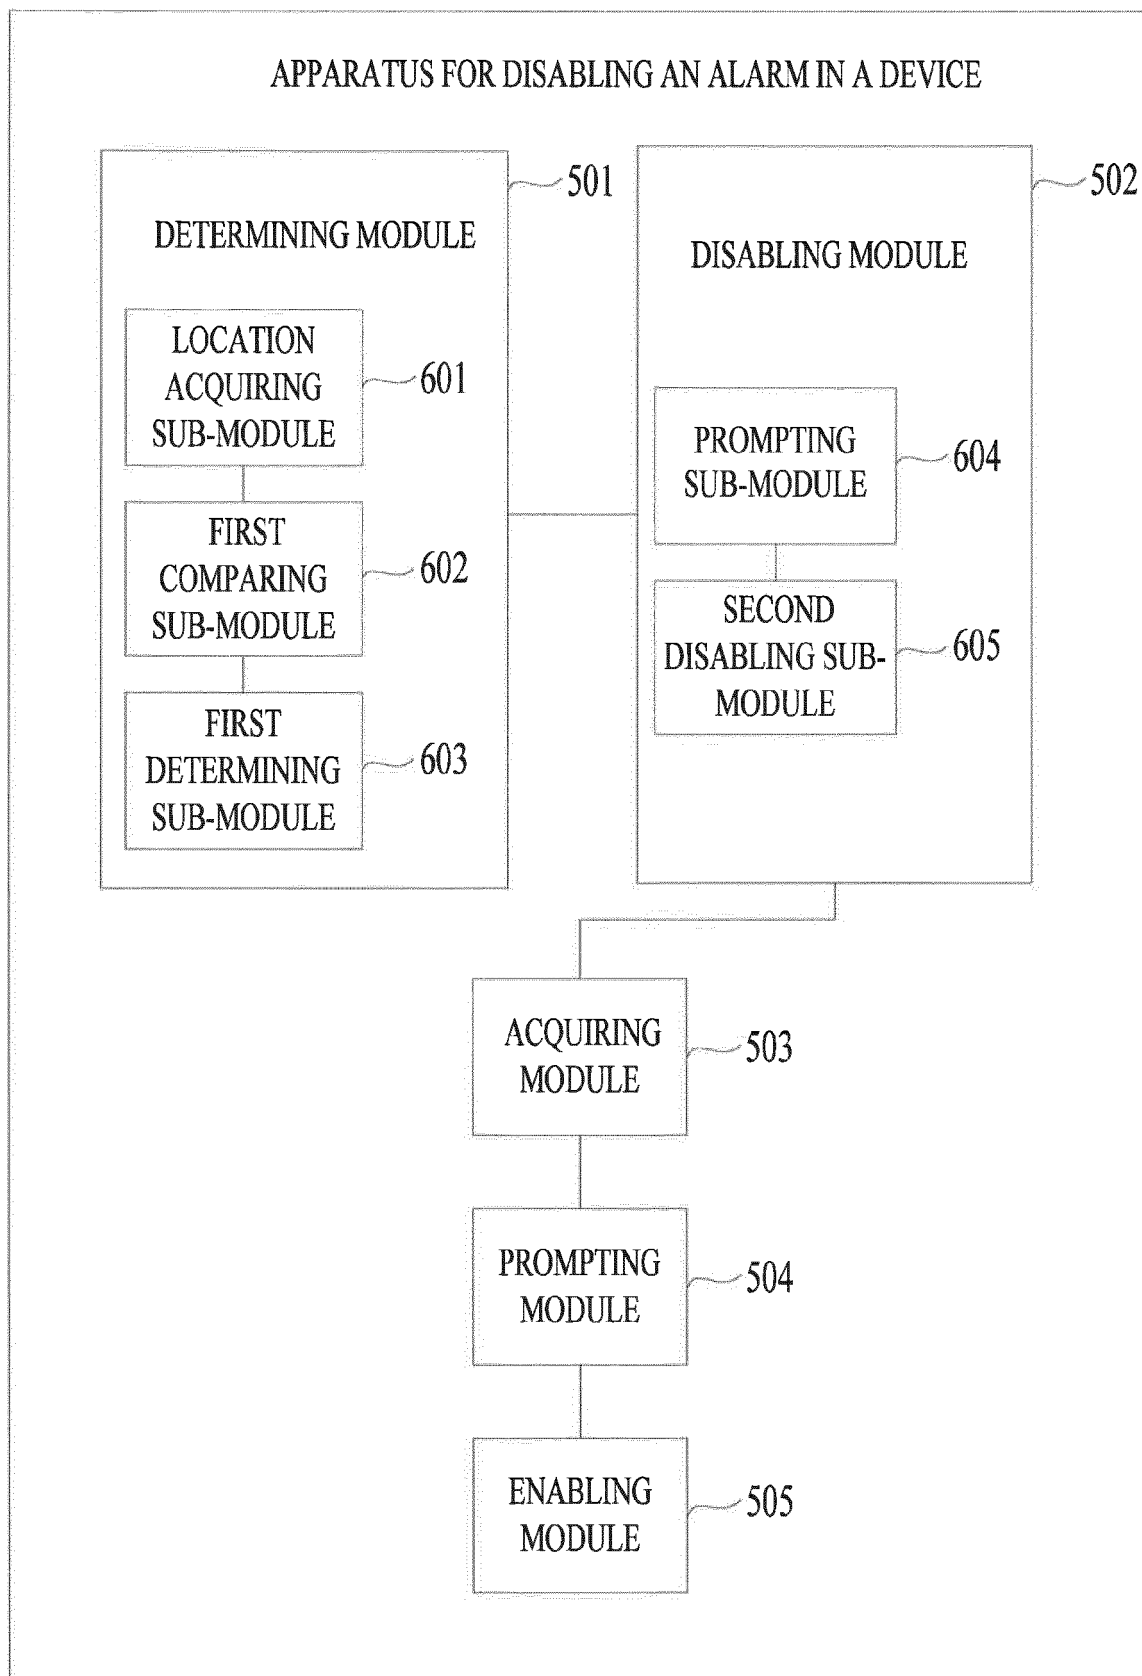 APPARATUS FOR DISABLING AN ALARM IN A DEVICE
501
DETERMINING MODULE
LOCATION
ACQUIRING
SUB-MODULE
601
FIRST
COMPARING
SUB-MODULE
602
FIRST
DETERMINING
SUB-MODULE
603
502
DISABLING MODULE
PROMPTING
SUB-MODULE
604
SECOND
DISABLING SUB-
MODULE
605
ACQUIRING
MODULE
503
PROMPTING
MODULE
504
ENABLING
MODULE
505